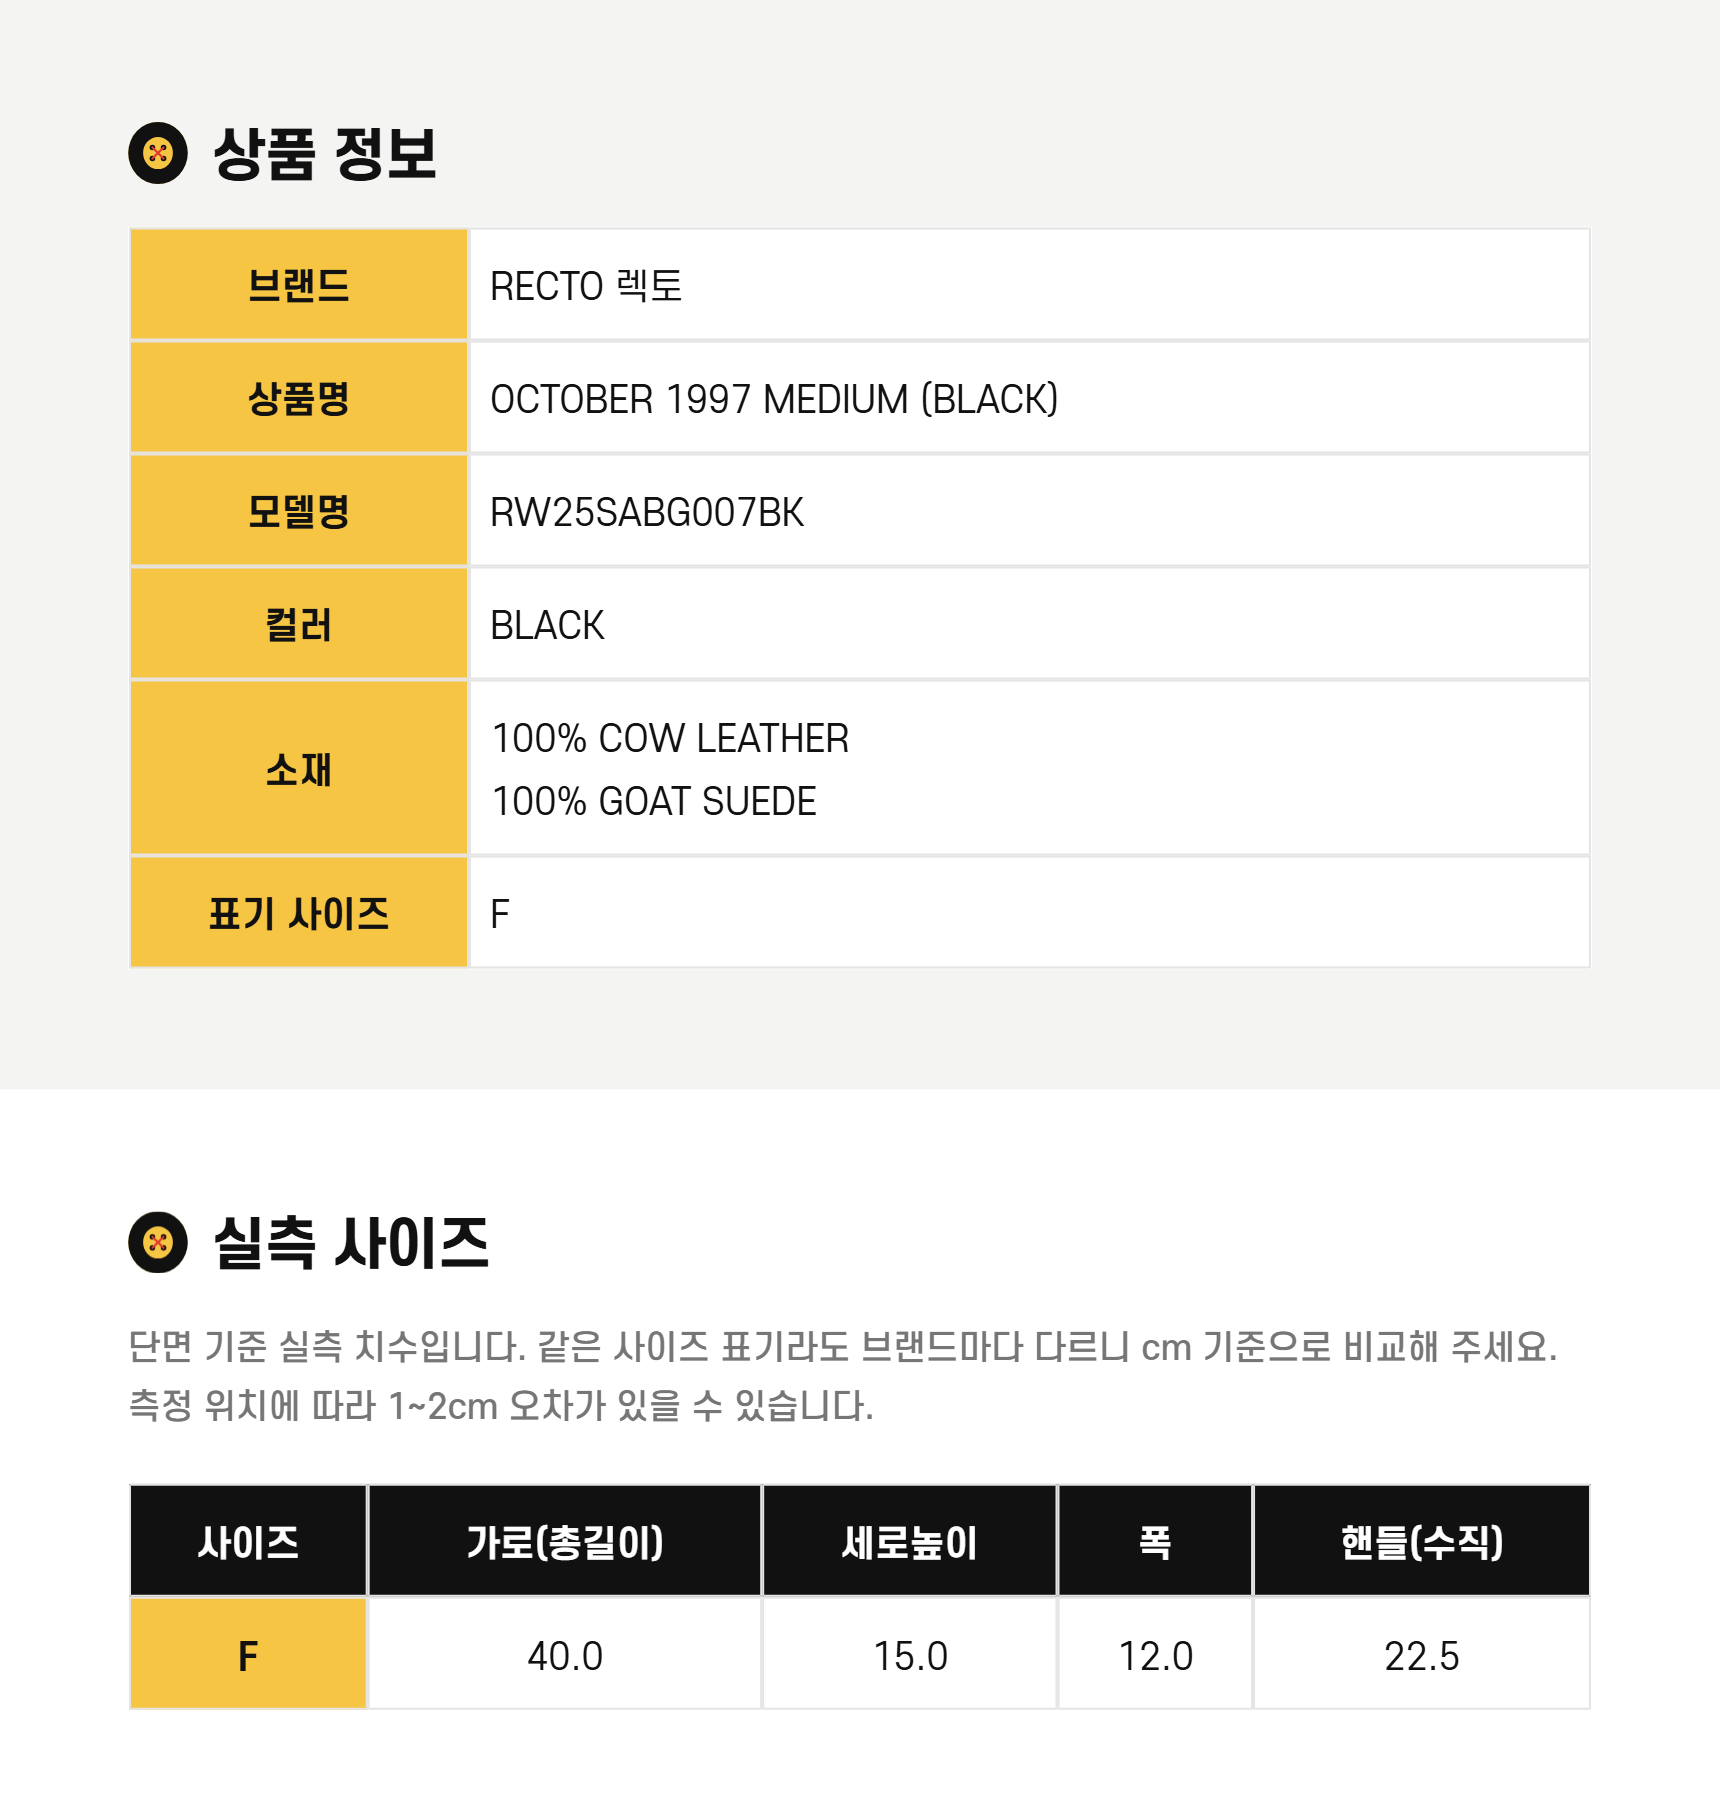 상품 정보
브랜드 RECTO 렉토
상품명 OCTOBER 1997 MEDIUM (BLACK)
모델명 RW25SABG007BK
컬러 BLACK
소재 100% COW LEATHER
100% GOAT SUEDE
표기 사이즈 F
실측 사이즈
단면 기준 실측 치수입니다. 같은 사이즈 표기라도 브랜드마다 다르니 cm 기준으로 비교해 주세요.
측정 위치에 따라 1~2cm 오차가 있을 수 있습니다.
사이즈 가로(총길이) 세로높이 폭 핸들(수직)
F 40.0 15.0 12.0 22.5